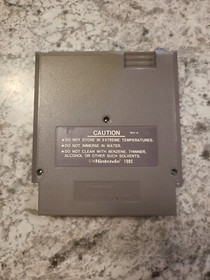 CAUTION
●DO NOT STORE IN EXTREME TEMPERATURES.
●DO NOT IMMERSE IN WATER.
●DO NOT CLEAN WITH BENZENE, THINNER,
ALCOHOL OR OTHER SUCH SOLVENTS.
©Nintendo 1985